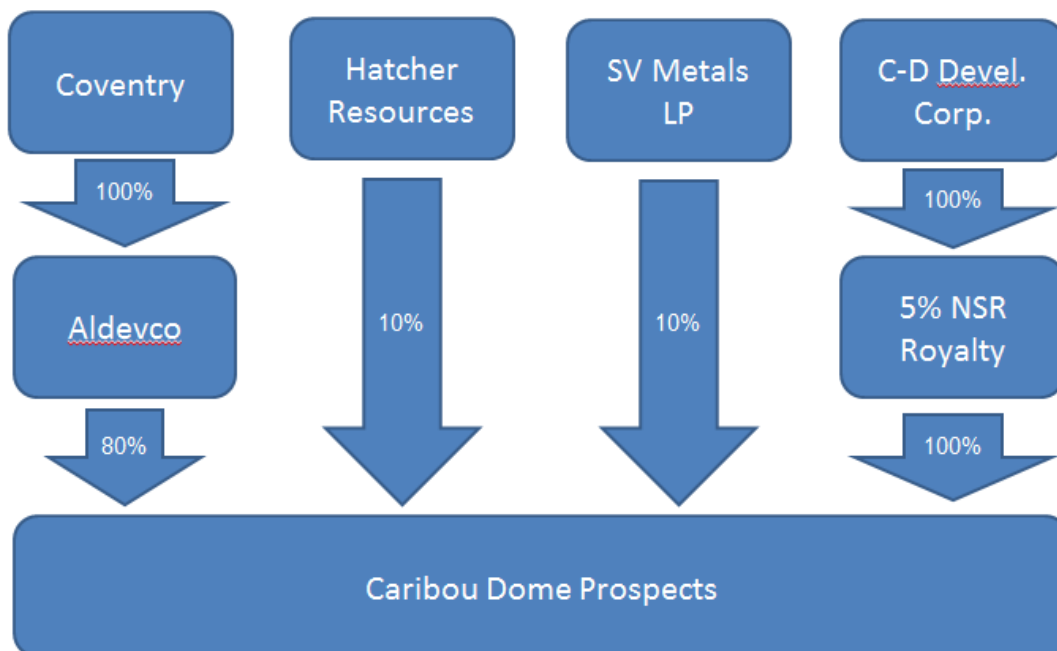 Coventry
Hatcher
Resources
SV Metals
LP
C-D Devel.
Corp.
100%
100%
Aldevco
10%
10%
5% NSR
Royalty
80%
100%
Caribou Dome Prospects